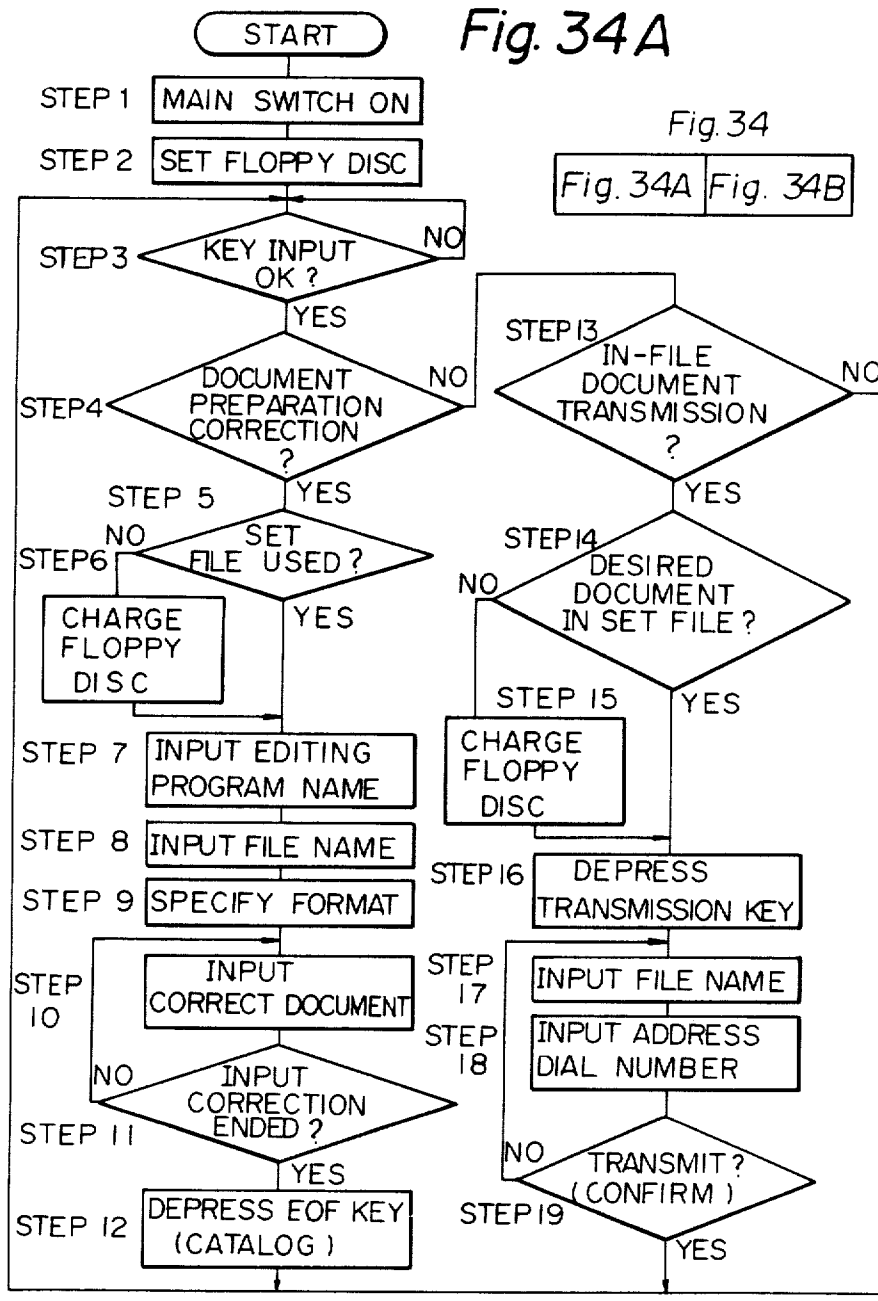 Fig. 34A
START
STEP 1
MAIN SWITCH ON
STEP 2
SET FLOPPY DISC
Fig. 34
Fig. 34A
Fig. 34B
STEP 3
KEY INPUT
OK ?
NO
YES
STEP4
DOCUMENT
PREPARATION
CORRECTION
?
NO
YES
STEP 5
SET
FILE USED ?
NO
YES
STEP6
CHARGE
FLOPPY
DISC
STEP 7
INPUT EDITING
PROGRAM NAME
STEP 8
INPUT FILE NAME
STEP 9
SPECIFY FORMAT
STEP
10
INPUT
CORRECT DOCUMENT
STEP 11
INPUT
CORRECTION
ENDED ?
NO
YES
STEP 12
DEPRESS EOF KEY
(CATALOG)
STEP 13
IN-FILE
DOCUMENT
TRANSMISSION
?
NO
YES
STEP 14
DESIRED
DOCUMENT
IN SET FILE ?
NO
YES
STEP 15
CHARGE
FLOPPY
DISC
STEP 16
DEPRESS
TRANSMISSION KEY
STEP
17
INPUT FILE NAME
STEP
18
INPUT ADDRESS
DIAL NUMBER
STEP 19
TRANSMIT ?
(CONFIRM)
NO
YES